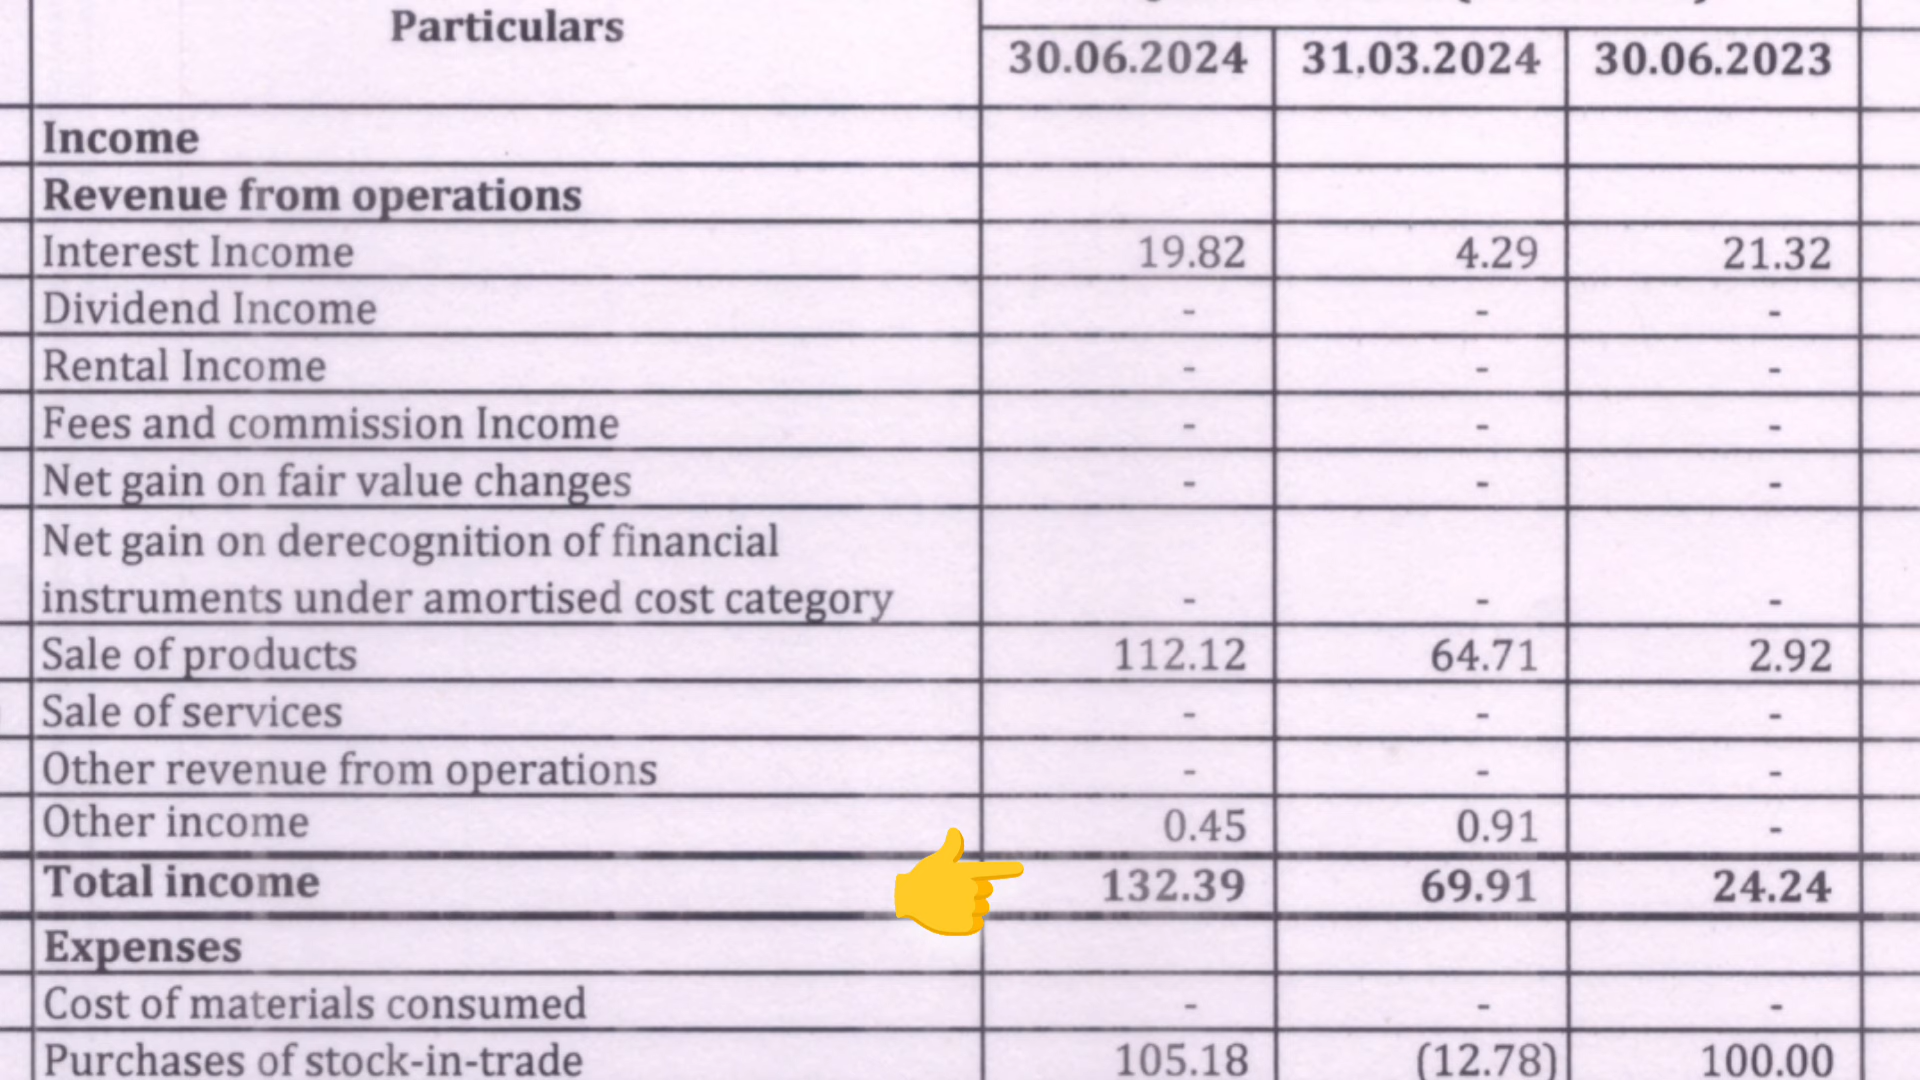 Particulars
30.06.2024 31.03.2024 30.06.2023
Income
Revenue from operations
Interest Income 19.82 4.29 21.32
Dividend Income - - -
Rental Income - - -
Fees and commission Income - - -
Net gain on fair value changes - - -
Net gain on derecognition of financial
instruments under amortised cost category - - -
Sale of products 112.12 64.71 2.92
Sale of services - - -
Other revenue from operations - - -
Other income 0.45 0.91 -
Total income 132.39 69.91 24.24
Expenses
Cost of materials consumed - - -
Purchases of stock-in-trade 105.18 (12.78) 100.00